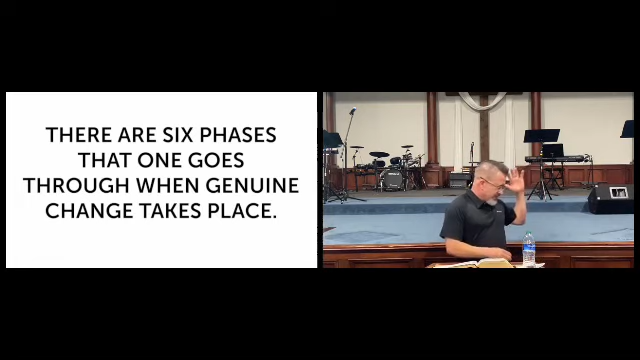 THERE ARE SIX PHASES
THAT ONE GOES
THROUGH WHEN GENUINE
CHANGE TAKES PLACE.